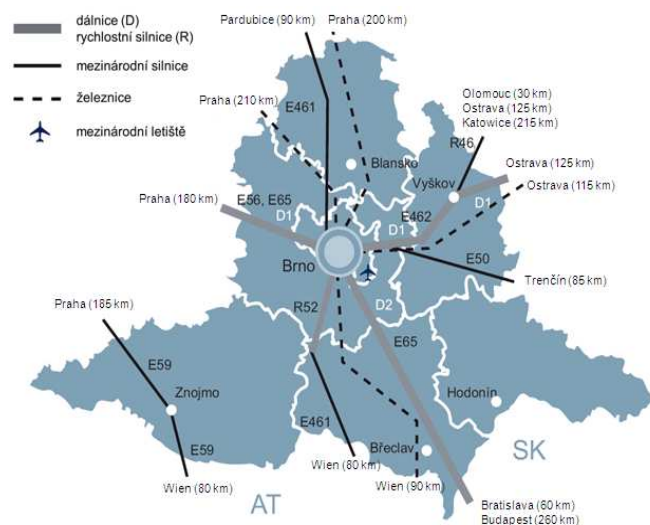 dálnice (D)
rychlostní silnice (R)
mezinárodní silnice
železnice
mezinárodní letiště
Pardubice (90 km)
Praha (200 km)
Praha (210 km)
E461
Blansko
Olomouc (30 km)
Ostrava (125 km)
Katowice (215 km)
R46
Vyškov
Ostrava (125 km)
Ostrava (115 km)
Praha (180 km)
E56, E65
D1
D1
E462
D1
E50
Brno
Trenčín (85 km)
Praha (185 km)
R52
D2
E65
E59
Znojmo
Hodonín
E461
E59
Břeclav
SK
Wien (80 km)
Wien (80 km)
Wien (90 km)
AT
Bratislava (60 km)
Budapest (260 km)